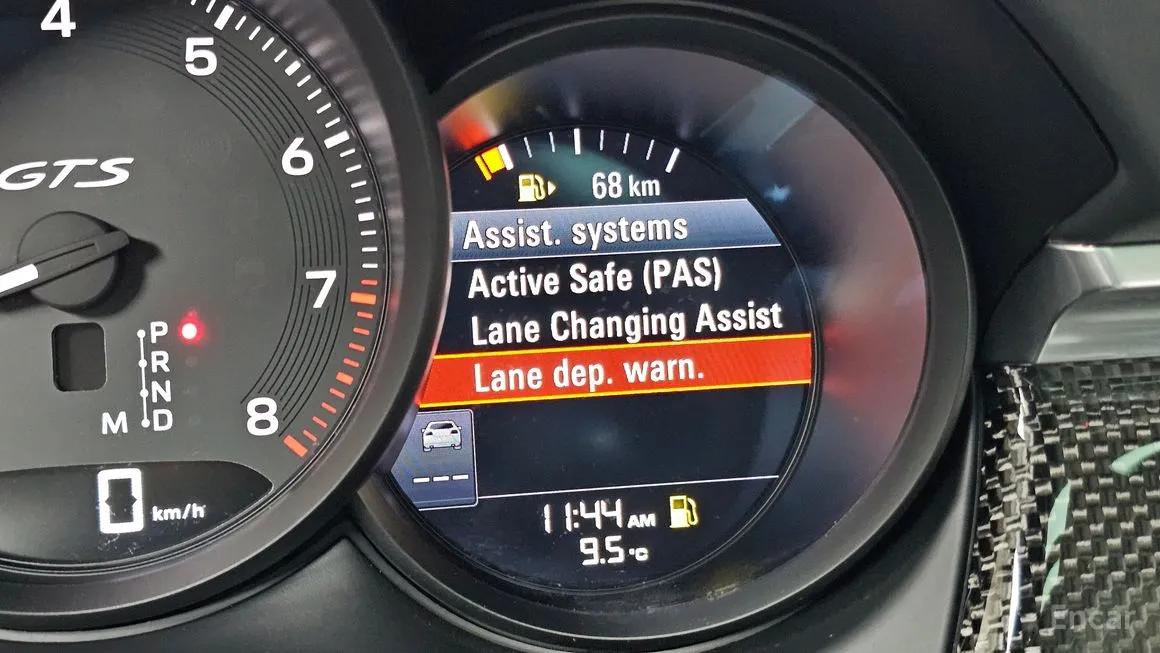 4
5
6
7
8
GTS
P
R
N
M D
0 km/h
68 km
Assist. systems
Active Safe (PAS)
Lane Changing Assist
Lane dep. warn.
11:44 AM
9.5 °C
Encar